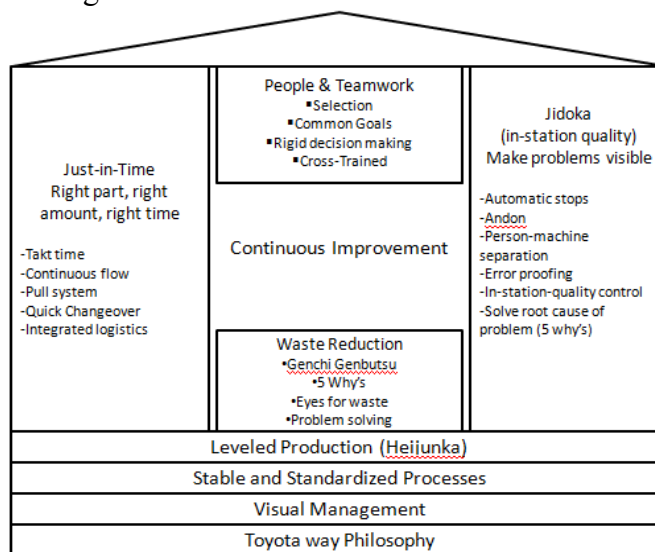 Just-in-Time
Right part, right
amount, right time
-Takt time
-Continuous flow
-Pull system
-Quick Changeover
-Integrated logistics
People & Teamwork
▪Selection
▪Common Goals
▪Rigid decision making
▪Cross-Trained
Continuous Improvement
Waste Reduction
•Genchi Genbutsu
•5 Why's
•Eyes for waste
•Problem solving
Jidoka
(in-station quality)
Make problems visible
-Automatic stops
-Andon
-Person-machine
separation
-Error proofing
-In-station-quality control
-Solve root cause of
problem (5 why's)
Leveled Production (Heijunka)
Stable and Standardized Processes
Visual Management
Toyota way Philosophy